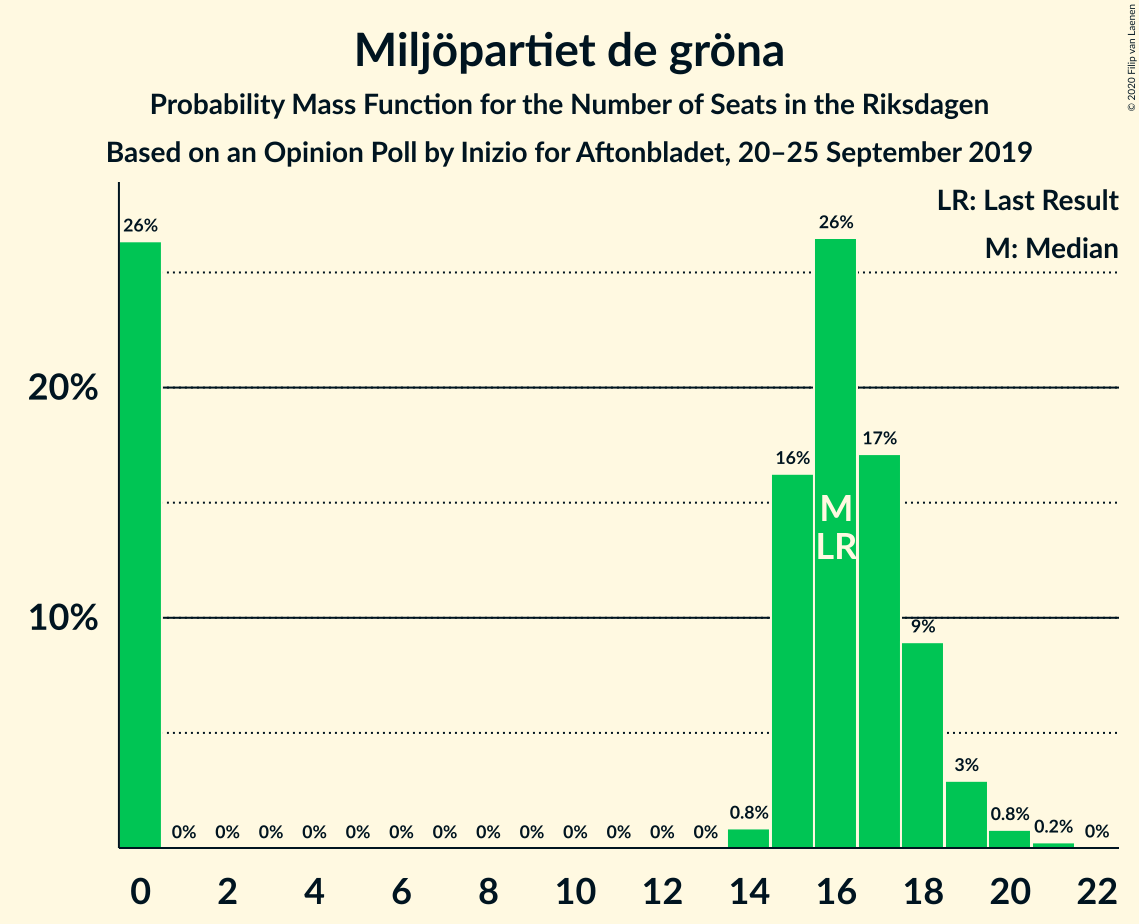 Miljöpartiet de gröna
Probability Mass Function for the Number of Seats in the Riksdagen
Based on an Opinion Poll by Inizio for Aftonbladet, 20–25 September 2019
© 2020 Filip van Laenen
LR: Last Result
M: Median
20%
10%
26%
0%
0%
0%
0%
0%
0%
0%
0%
0%
0%
0%
0%
0%
0.8%
16%
26%
17%
9%
3%
0.8%
0.2%
0%
M
LR
0 2 4 6 8 10 12 14 16 18 20 22